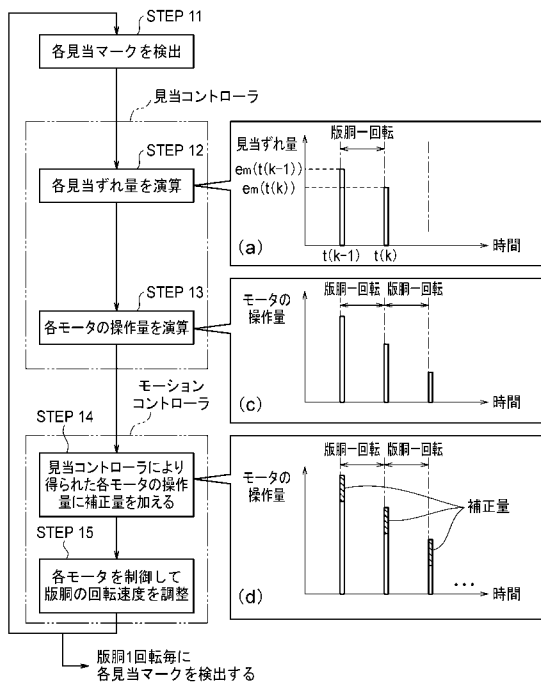 STEP 11
各見当マークを検出
見当コントローラ
STEP 12
各見当ずれ量を演算
版胴一回転
見当ずれ量
em(t(k-1))
em(t(k))
(a)
t(k-1)
t(k)
時間
STEP 13
各モータの操作量を演算
モータの
操作量
版胴一回転
版胴一回転
(c)
時間
モーション
コントローラ
STEP 14
見当コントローラにより
得られた各モータの操作
量に補正量を加える
モータの
操作量
版胴一回転
版胴一回転
補正量
(d)
...
時間
STEP 15
各モータを制御して
版胴の回転速度を調整
版胴1回転毎に
各見当マークを検出する